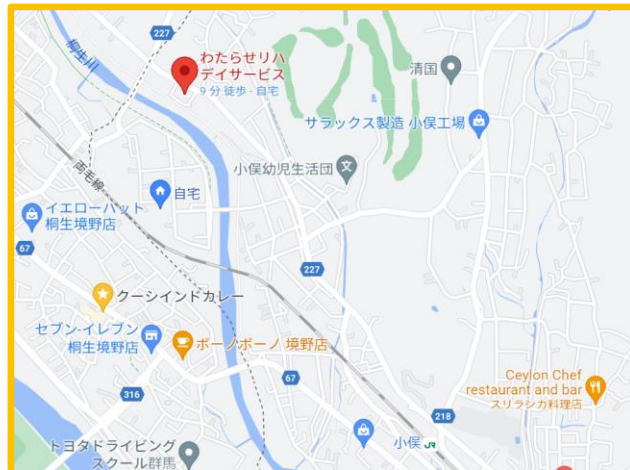 桐生川
227
わたらせリハ
デイサービス
9 分 徒歩 - 自宅
清国
サラックス製造 小俣工場
両毛線
小俣幼児生活団
文
自宅
イエローハット
桐生境野店
67
227
クーシインドカレー
セブン-イレブン
桐生境野店
ボーノボーノ 境野店
67
Ceylon Chef
restaurant and bar
スリランカ料理店
316
218
小俣 JR
トヨタドライビング
スクール群馬